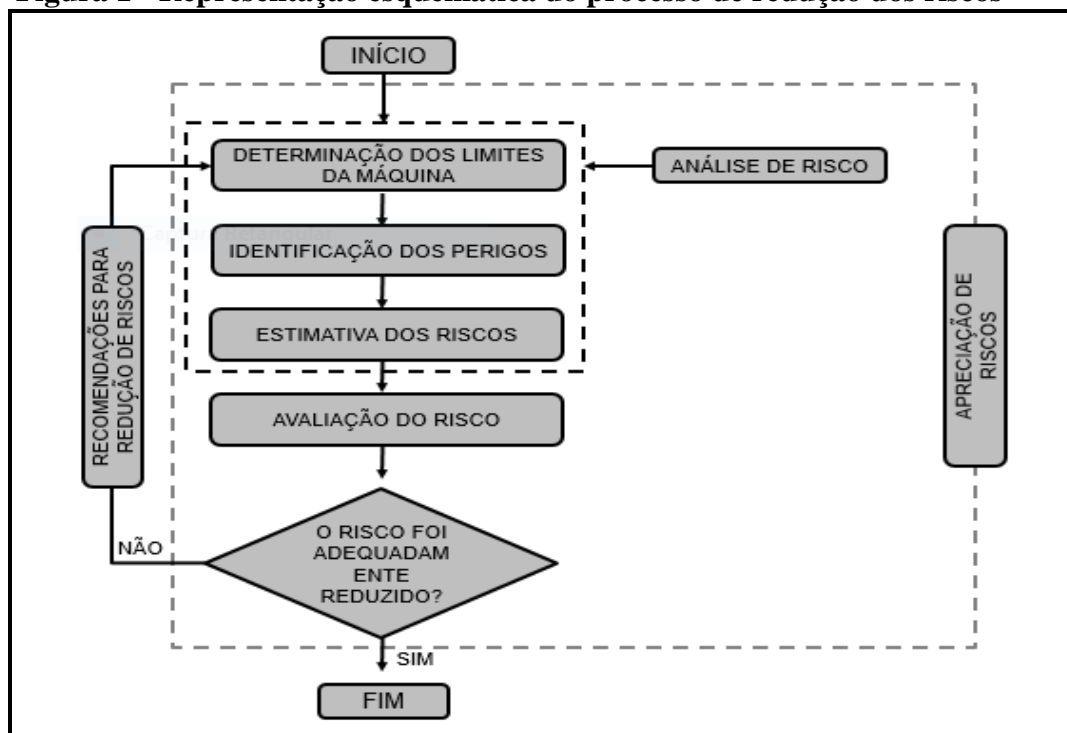 Figura 1 - Representação esquemática do processo de redução dos riscos
INÍCIO
DETERMINAÇÃO DOS LIMITES
DA MÁQUINA
ANÁLISE DE RISCO
IDENTIFICAÇÃO DOS PERIGOS
ESTIMATIVA DOS RISCOS
AVALIAÇÃO DO RISCO
RECOMENDAÇÕES PARA
REDUÇÃO DE RISCOS
APRECIAÇÃO DE
RISCOS
O RISCO FOI
ADEQUADAM
ENTE
REDUZIDO?
NÃO
SIM
FIM